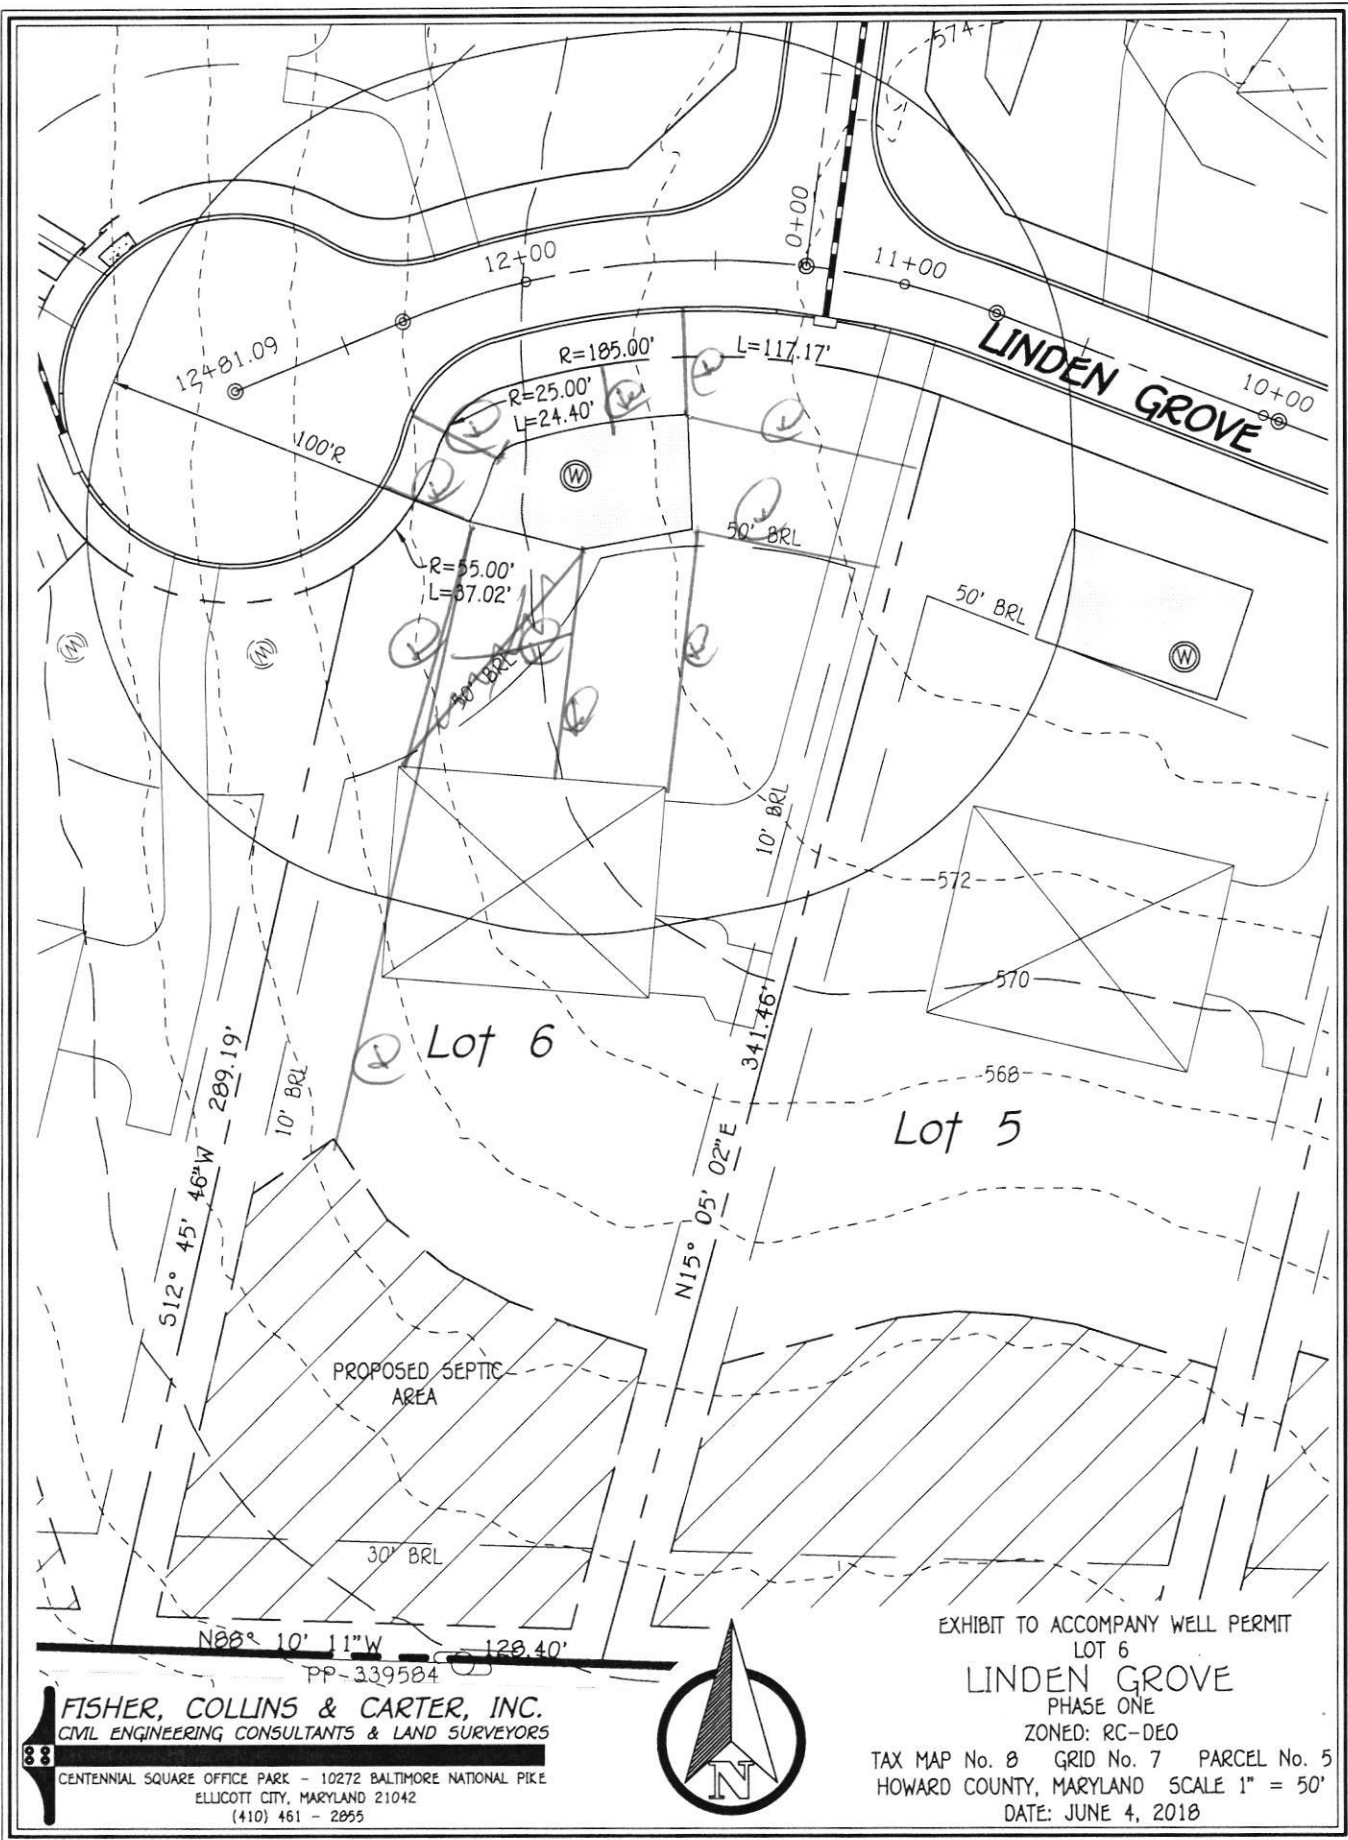 574
0+00
12+00
11+00
LINDEN GROVE
R=185.00'
L=117.17'
12+81.09
R=25.00'
L=24.40'
10+00
100'R
W
50' BRL
R=55.00'
L=37.02'
50' BRL
W
W
W
30' BRL
10' BRL
572
570
341.46'
Lot 6
568
289.19'
10' BRL
Lot 5
S12° 45' 46"W
N15° 05' 02"E
PROPOSED SEPTIC
AREA
30' BRL
N88° 10' 11"W 128.40'
PP-339584
FISHER, COLLINS & CARTER, INC.
CIVIL ENGINEERING CONSULTANTS & LAND SURVEYORS
CENTENNIAL SQUARE OFFICE PARK - 10272 BALTIMORE NATIONAL PIKE
ELLICOTT CITY, MARYLAND 21042
(410) 461 - 2855
N
EXHIBIT TO ACCOMPANY WELL PERMIT
LOT 6
LINDEN GROVE
PHASE ONE
ZONED: RC-DEO
TAX MAP No. 8 GRID No. 7 PARCEL No. 5
HOWARD COUNTY, MARYLAND SCALE 1" = 50'
DATE: JUNE 4, 2018